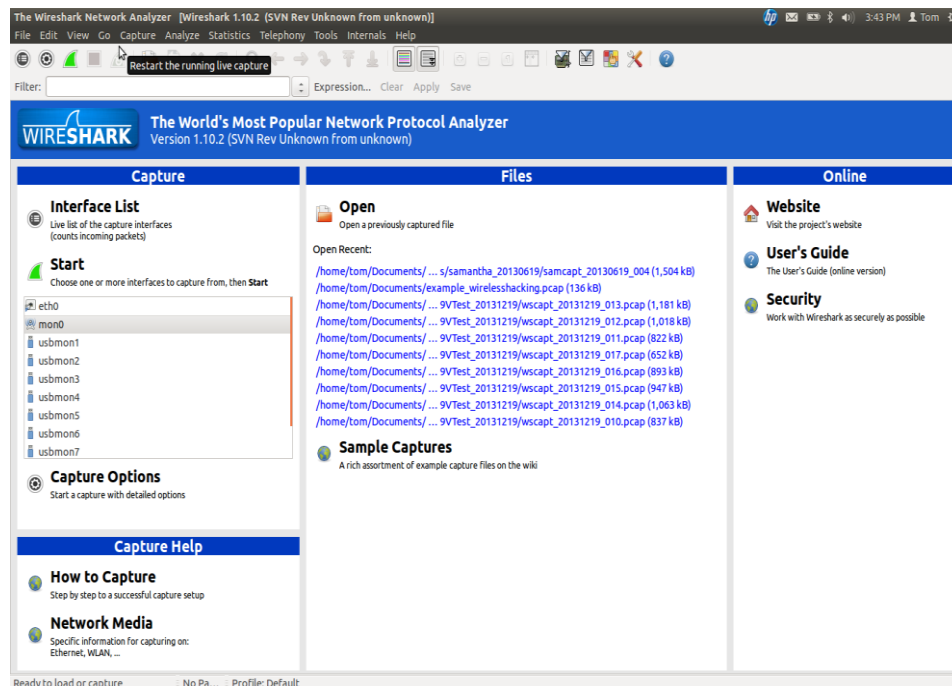 The Wireshark Network Analyzer [Wireshark 1.10.2 (SVN Rev Unknown from unknown)]
3:43 PM Tom
File Edit View Go Capture Analyze Statistics Telephony Tools Internals Help
Restart the running live capture
Filter: Expression... Clear Apply Save
WIRESHARK
The World's Most Popular Network Protocol Analyzer
Version 1.10.2 (SVN Rev Unknown from unknown)
Capture
Interface List
Live list of the capture interfaces
(counts incoming packets)
Start
Choose one or more interfaces to capture from, then Start
eth0
mon0
usbmon1
usbmon2
usbmon3
usbmon4
usbmon5
usbmon6
usbmon7
Capture Options
Start a capture with detailed options
Capture Help
How to Capture
Step by step to a successful capture setup
Network Media
Specific information for capturing on:
Ethernet, WLAN, ...
Files
Open
Open a previously captured file
Open Recent:
/home/tom/Documents/ ... s/samantha_20130619/samcapt_20130619_004 (1,504 kB)
/home/tom/Documents/example_wirelesshacking.pcap (136 kB)
/home/tom/Documents/ ... 9VTest_20131219/wscapt_20131219_013.pcap (1,181 kB)
/home/tom/Documents/ ... 9VTest_20131219/wscapt_20131219_012.pcap (1,018 kB)
/home/tom/Documents/ ... 9VTest_20131219/wscapt_20131219_011.pcap (822 kB)
/home/tom/Documents/ ... 9VTest_20131219/wscapt_20131219_017.pcap (652 kB)
/home/tom/Documents/ ... 9VTest_20131219/wscapt_20131219_016.pcap (893 kB)
/home/tom/Documents/ ... 9VTest_20131219/wscapt_20131219_015.pcap (947 kB)
/home/tom/Documents/ ... 9VTest_20131219/wscapt_20131219_014.pcap (1,063 kB)
/home/tom/Documents/ ... 9VTest_20131219/wscapt_20131219_010.pcap (837 kB)
Sample Captures
A rich assortment of example capture files on the wiki
Online
Website
Visit the project's website
User's Guide
The User's Guide (online version)
Security
Work with Wireshark as securely as possible
Ready to load or capture No Pa... Profile: Default